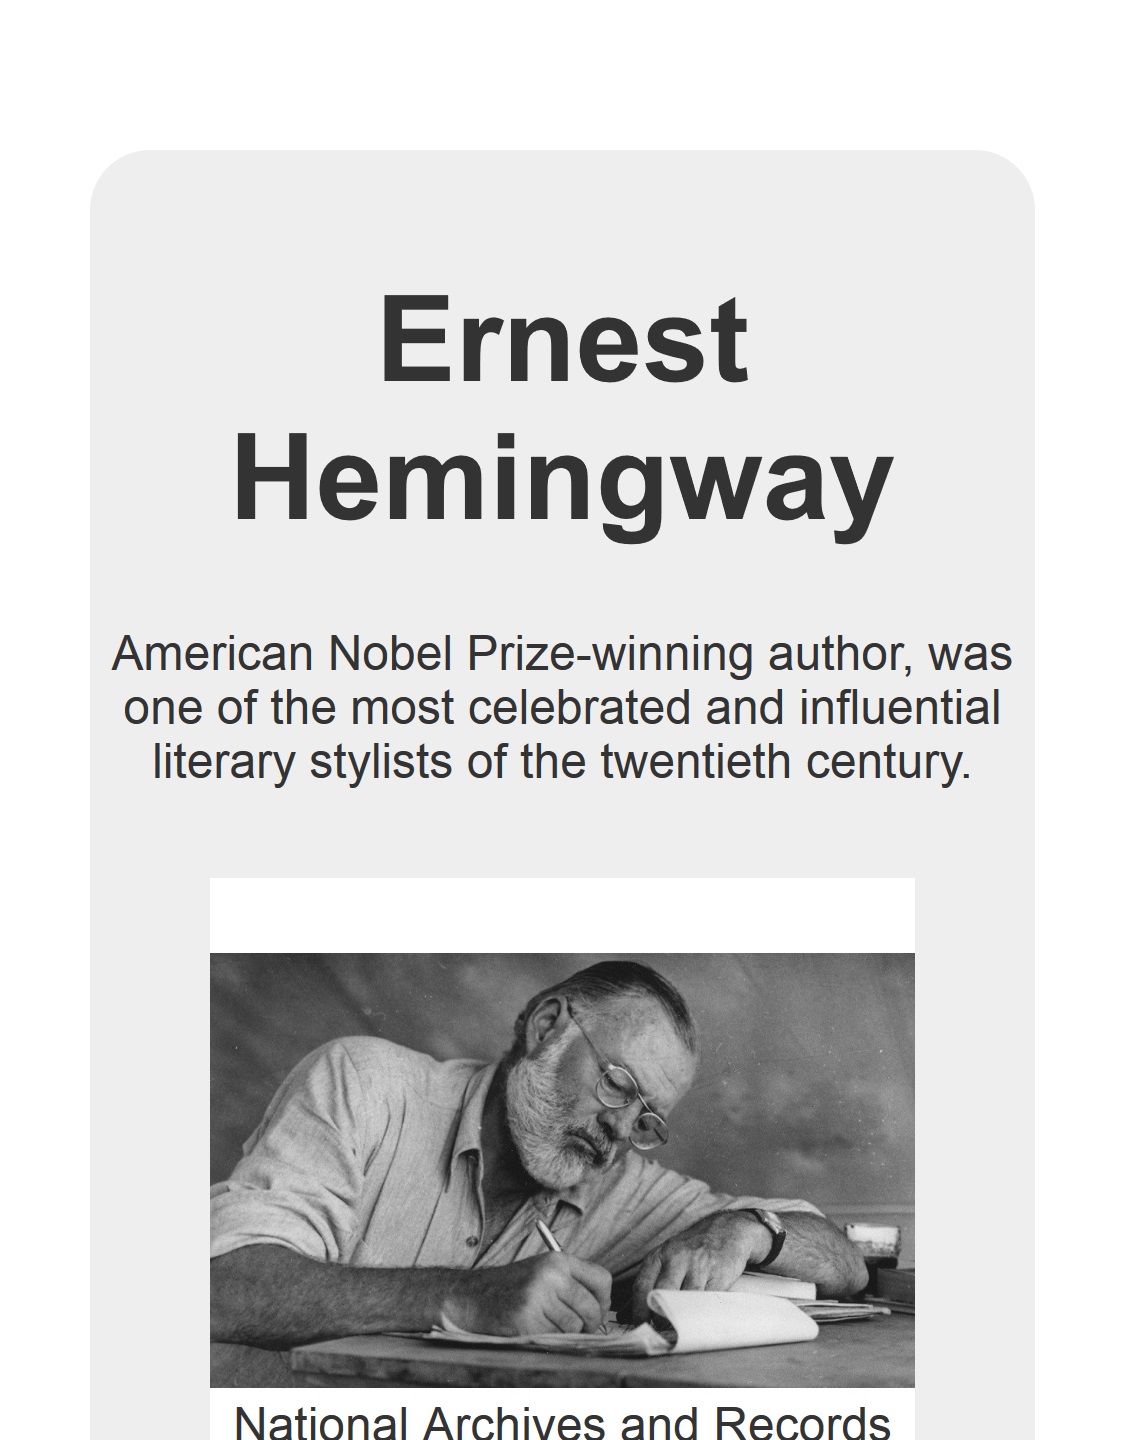 Ernest
Hemingway
American Nobel Prize-winning author, was
one of the most celebrated and influential
literary stylists of the twentieth century.
National Archives and Records